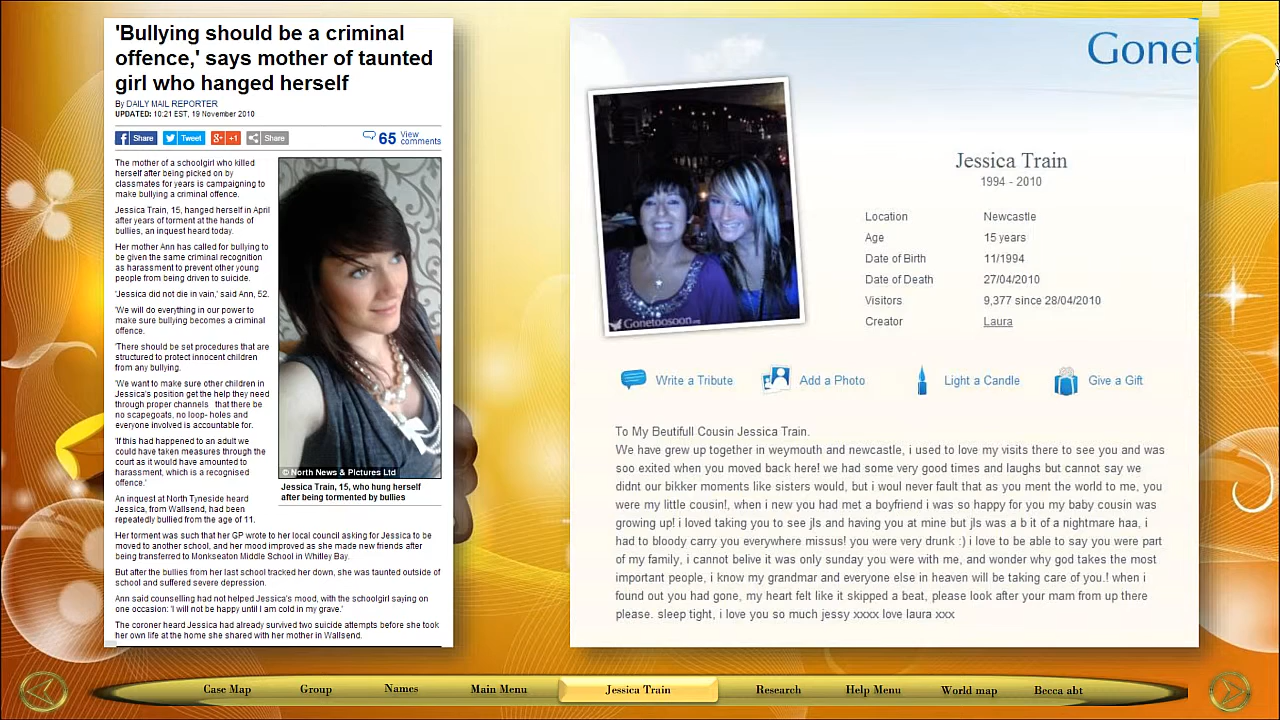 'Bullying should be a criminal
offence,' says mother of taunted
girl who hanged herself
By DAILY MAIL REPORTER
UPDATED: 10:21 EST, 19 November 2010
Share
Tweet
+1
Share
65 View comments
The mother of a schoolgirl who killed
herself after being picked on by
classmates for years is campaigning to
make bullying a criminal offence.
Jessica Train, 15, hanged herself in April
after years of torment at the hands of
bullies, an inquest heard today.
Her mother Ann has called for bullying to
be given the same criminal recognition
as harassment to prevent other young
people from being driven to suicide.
'Jessica did not die in vain,' said Ann, 52.
'We will do everything in our power to
make sure bullying becomes a criminal
offence.
'There should be set procedures that are
structured to protect innocent children
from any bullying.
'We want to make sure other children in
Jessica's position get the help they need
through proper channels that there be
no scapegoats, no loop- holes and
everyone involved is accountable for.
'If this had happened to an adult we
could have taken measures through the
court as it would have amounted to
harassment, which is a recognised
offence.'
An inquest at North Tyneside heard
Jessica, from Wallsend, had been
repeatedly bullied from the age of 11.
© North News & Pictures Ltd
Jessica Train, 15, who hung herself
after being tormented by bullies
Her torment was such that her GP wrote to her local council asking for Jessica to be
moved to another school, and her mood improved as she made new friends after
being transferred to Monkseaton Middle School in Whitley Bay.
But after the bullies from her last school tracked her down, she was taunted outside of
school and suffered severe depression.
Ann said counselling had not helped Jessica's mood, with the schoolgirl saying on
one occasion: 'I will not be happy until I am cold in my grave.'
The coroner heard Jessica had already survived two suicide attempts before she took
her own life at the home she shared with her mother in Wallsend.
Gonet
Gonetoosoon.org
Jessica Train
1994 - 2010
Location Newcastle
Age 15 years
Date of Birth 11/1994
Date of Death 27/04/2010
Visitors 9,377 since 28/04/2010
Creator Laura
Write a Tribute
Add a Photo
Light a Candle
Give a Gift
To My Beutifull Cousin Jessica Train.
We have grew up together in weymouth and newcastle, i used to love my visits there to see you and was
soo exited when you moved back here! we had some very good times and laughs but cannot say we
didnt our bikker moments like sisters would, but i woul never fault that as you ment the world to me, you
were my little cousin!, when i new you had met a boyfriend i was so happy for you my baby cousin was
growing up! i loved taking you to see jls and having you at mine but jls was a b it of a nightmare haa, i
had to bloody carry you everywhere missus! you were very drunk :) i love to be able to say you were part
of my family, i cannot belive it was only sunday you were with me, and wonder why god takes the most
important people, i know my grandmar and everyone else in heaven will be taking care of you.! when i
found out you had gone, my heart felt like it skipped a beat, please look after your mam from up there
please. sleep tight, i love you so much jessy xxxx love laura xxx
Case Map
Group
Names
Main Menu
Jessica Train
Research
Help Menu
World map
Becca abt